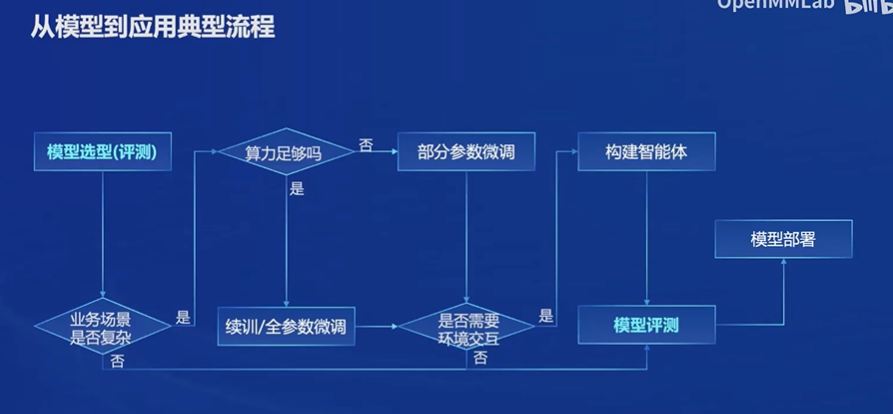 OpenMMLab
从模型到应用典型流程
模型选型(评测)
算力足够吗
否
部分参数微调
构建智能体
是
模型部署
业务场景
是否复杂
是
续训/全参数微调
是否需要
环境交互
是
模型评测
否
否